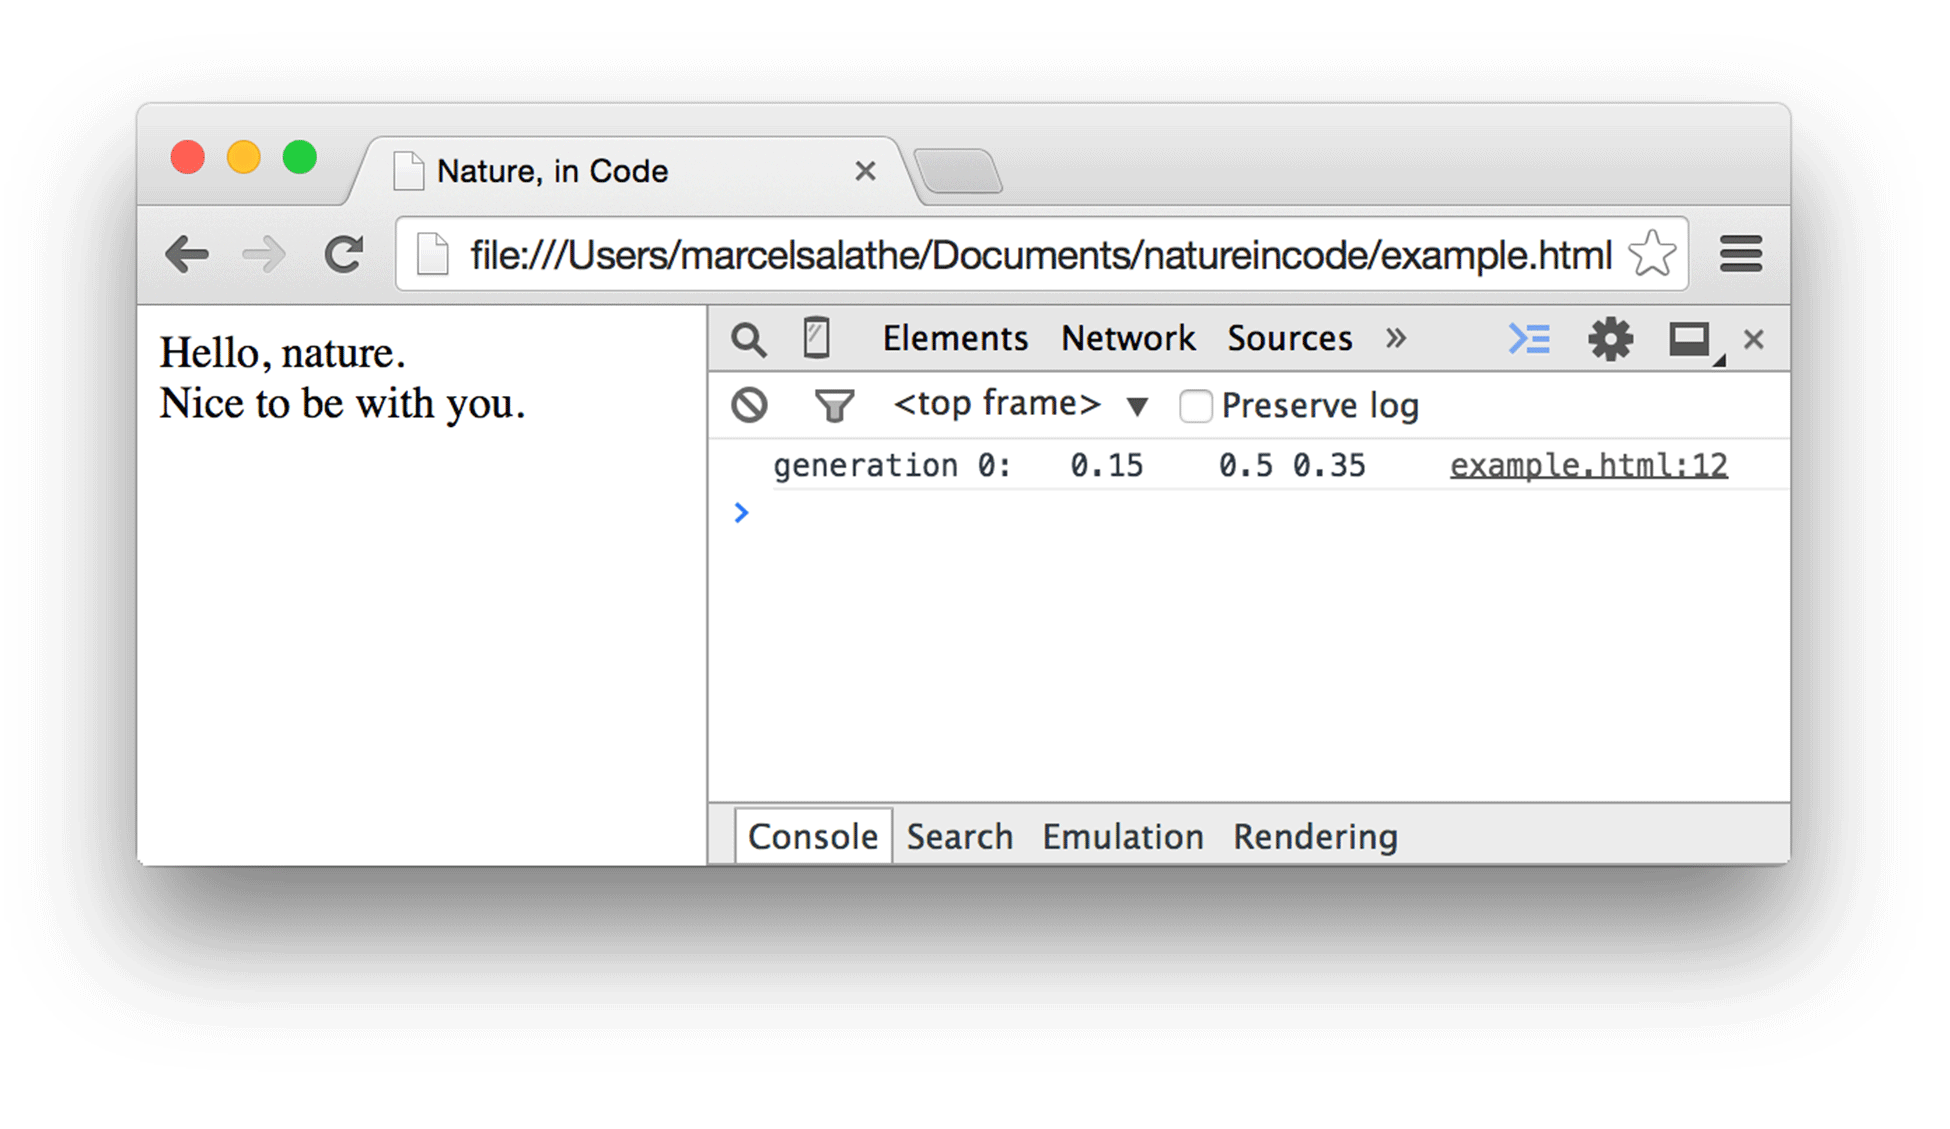 Nature, in Code
file:///Users/marcelsalathe/Documents/natureincode/example.html
Hello, nature.
Nice to be with you.
Elements Network Sources »
<top frame> ▼ Preserve log
generation 0: 0.15 0.5 0.35 example.html:12
>
Console Search Emulation Rendering